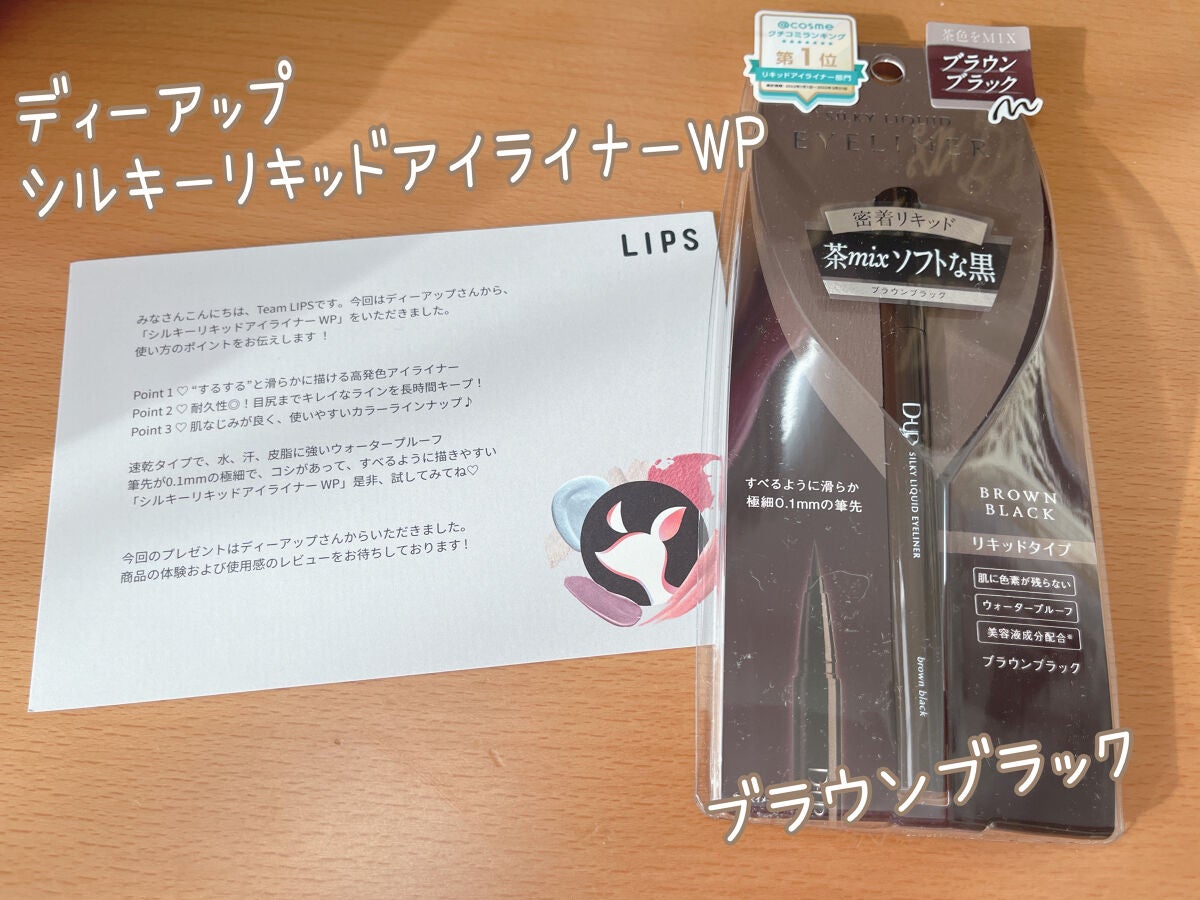 ディーアップ
シルキーリキッドアイライナーWP
LIPS
みなさんこんにちは、Team LIPSです。今回はディーアップさんから、
「シルキーリキッドアイライナー WP」をいただきました。
使い方のポイントをお伝えします！
Point 1 ♡ “するする”と滑らかに描ける高発色アイライナー
Point 2 ♡ 耐久性◎！目尻までキレイなラインを長時間キープ！
Point 3 ♡ 肌なじみが良く、使いやすいカラーラインナップ♪
速乾タイプで、水、汗、皮脂に強いウォータープルーフ
筆先が0.1mmの極細で、コシがあって、すべるように描きやすい
「シルキーリキッドアイライナー WP」是非、試してみてね♡
今回のプレゼントはディーアップさんからいただきました。
商品の体験および使用感のレビューをお待ちしております！
@cosme
クチコミランキング
第1位
リキッドアイライナー部門
茶色をMIX
ブラウン
ブラック
SILKY LIQUID
EYELINER
密着リキッド
茶mixソフトな黒
ブラウンブラック
D-UP SILKY LIQUID EYELINER
brown black
すべるように滑らか
極細0.1mmの筆先
BROWN
BLACK
リキッドタイプ
肌に色素が残らない
ウォータープルーフ
美容液成分配合※
ブラウンブラック
ブラウンブラック